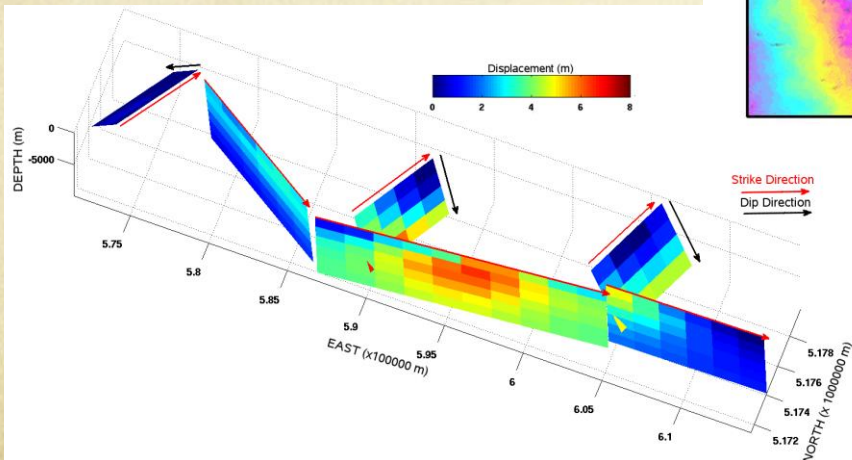 Displacement (m)
0 2 4 6 8
DEPTH (m)
0
-5000
Strike Direction
Dip Direction
5.75
5.8
5.85
5.9
5.95
6
6.05
6.1
EAST (x100000 m)
5.178
5.176
5.174
5.172
NORTH (x 1000000 m)